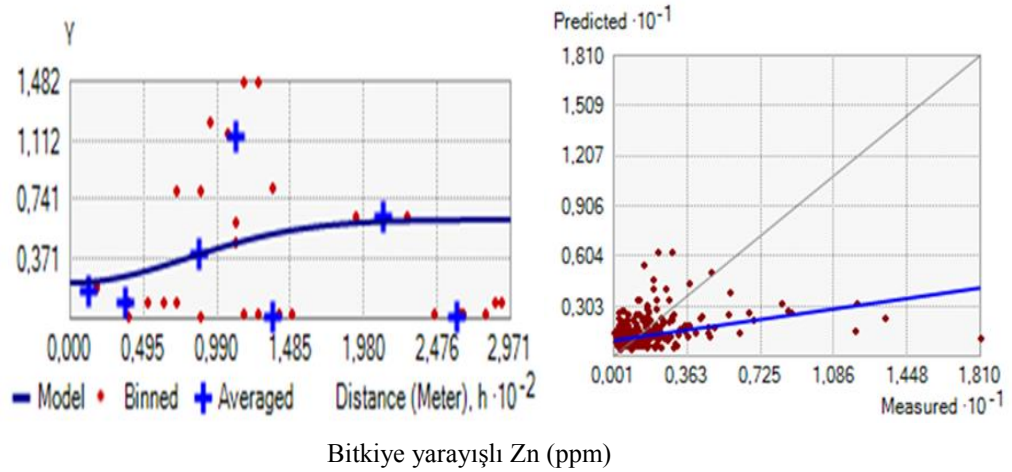 Y
1,482
1,112
0,741
0,371
0,000 0,495 0,990 1,485 1,980 2,476 2,971
Model Binned Averaged Distance (Meter), h ·10-2
Predicted ·10-1
1,810
1,509
1,207
0,906
0,604
0,303
0,001 0,363 0,725 1,086 1,448 1,810
Measured ·10-1
Bitkiye yarayışlı Zn (ppm)